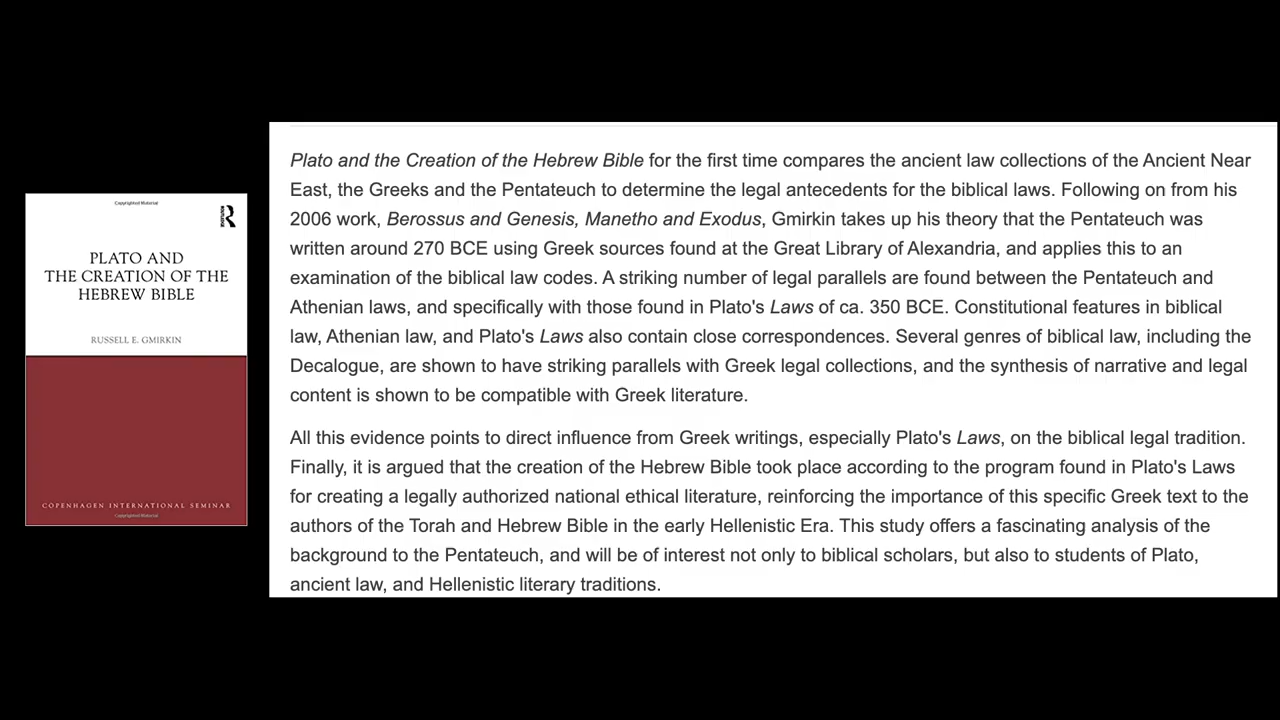 Copyrighted Material
ROUTLEDGE
PLATO AND
THE CREATION OF THE
HEBREW BIBLE
RUSSELL E. GMIRKIN
COPENHAGEN INTERNATIONAL SEMINAR
Copyrighted Material
Plato and the Creation of the Hebrew Bible for the first time compares the ancient law collections of the Ancient Near
East, the Greeks and the Pentateuch to determine the legal antecedents for the biblical laws. Following on from his
2006 work, Berossus and Genesis, Manetho and Exodus, Gmirkin takes up his theory that the Pentateuch was
written around 270 BCE using Greek sources found at the Great Library of Alexandria, and applies this to an
examination of the biblical law codes. A striking number of legal parallels are found between the Pentateuch and
Athenian laws, and specifically with those found in Plato's Laws of ca. 350 BCE. Constitutional features in biblical
law, Athenian law, and Plato's Laws also contain close correspondences. Several genres of biblical law, including the
Decalogue, are shown to have striking parallels with Greek legal collections, and the synthesis of narrative and legal
content is shown to be compatible with Greek literature.
All this evidence points to direct influence from Greek writings, especially Plato's Laws, on the biblical legal tradition.
Finally, it is argued that the creation of the Hebrew Bible took place according to the program found in Plato's Laws
for creating a legally authorized national ethical literature, reinforcing the importance of this specific Greek text to the
authors of the Torah and Hebrew Bible in the early Hellenistic Era. This study offers a fascinating analysis of the
background to the Pentateuch, and will be of interest not only to biblical scholars, but also to students of Plato,
ancient law, and Hellenistic literary traditions.